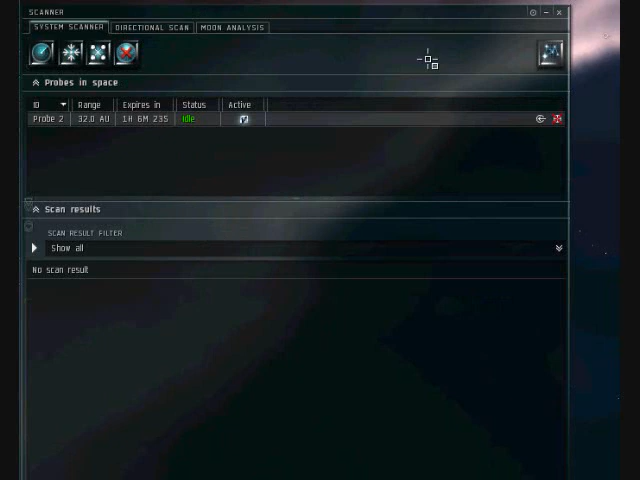 SCANNER
SYSTEM SCANNER DIRECTIONAL SCAN MOON ANALYSIS
Probes in space
ID Range Expires in Status Active
Probe 2 32.0 AU 1H 6M 23S Idle
Scan results
SCAN RESULT FILTER
Show all
No scan result